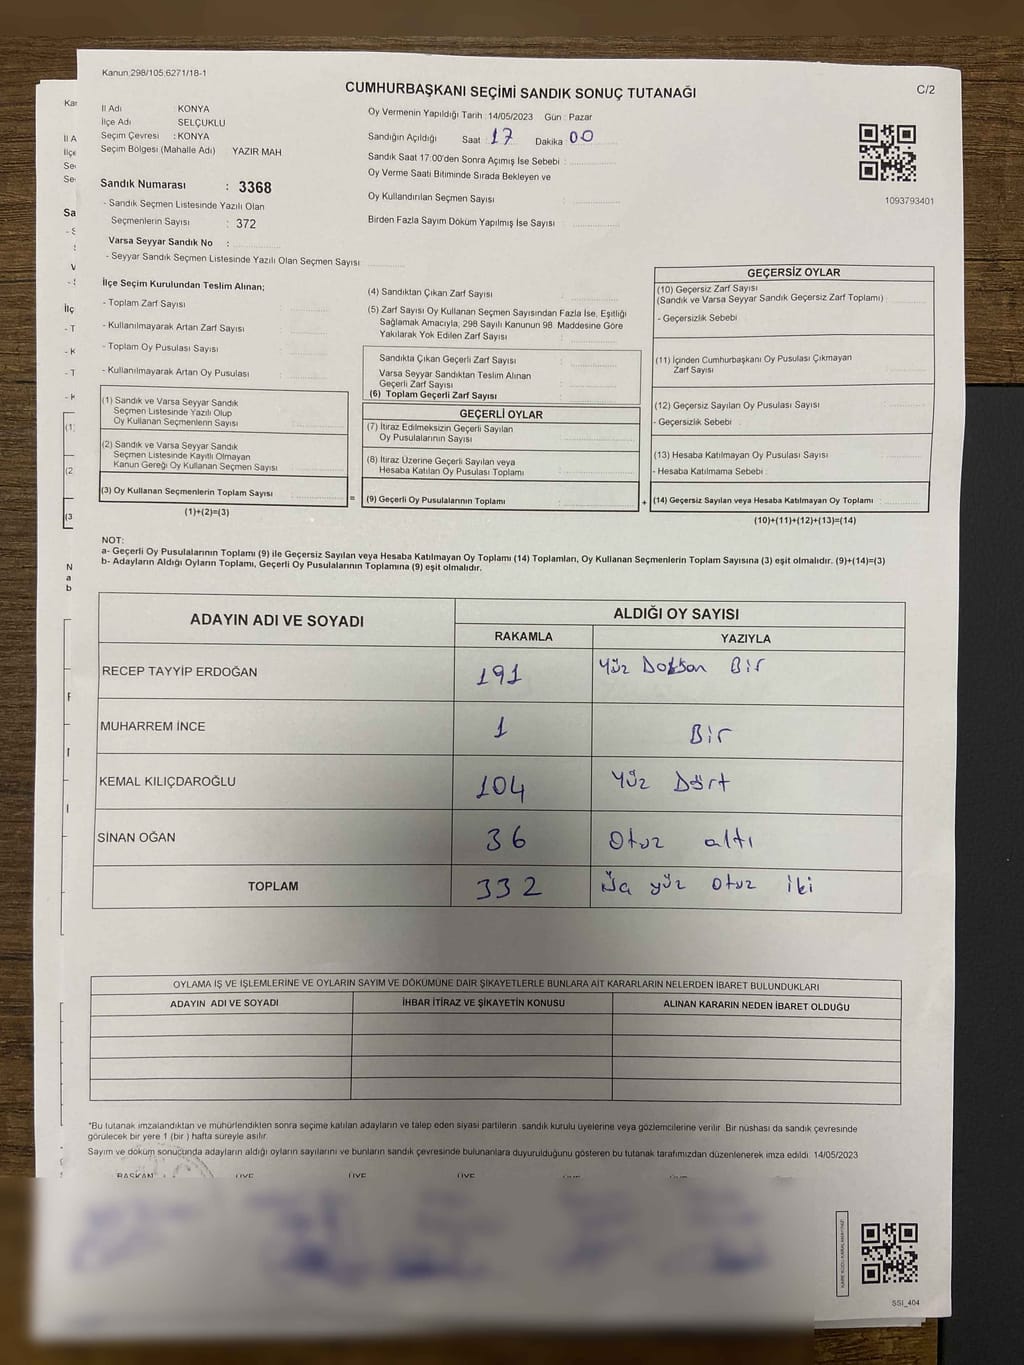 Kanun:298/105;6271/18-1
CUMHURBAŞKANI SEÇİMİ SANDIK SONUÇ TUTANAĞI
C/2
İl Adı : KONYA
İlçe Adı : SELÇUKLU
Seçim Çevresi : KONYA
Seçim Bölgesi (Mahalle Adı) YAZIR MAH
Oy Vermenin Yapıldığı Tarih :14/05/2023 Gün : Pazar
Sandığın Açıldığı Saat 17 Dakika 00
Sandık Saat 17:00'den Sonra Açımış İse Sebebi :
Oy Verme Saati Bitiminde Sırada Bekleyen ve
Oy Kullandırılan Seçmen Sayısı :
Birden Fazla Sayım Döküm Yapılmış İse Sayısı :
1093793401
Sandık Numarası : 3368
- Sandık Seçmen Listesinde Yazılı Olan
Seçmenlerin Sayısı : 372
Varsa Seyyar Sandık No :
- Seyyar Sandık Seçmen Listesinde Yazılı Olan Seçmen Sayısı
İlçe Seçim Kurulundan Teslim Alınan;
- Toplam Zarf Sayısı :
- Kullanılmayarak Artan Zarf Sayısı :
- Toplam Oy Pusulası Sayısı :
- Kullanılmayarak Artan Oy Pusulası :
(1) Sandık ve Varsa Seyyar Sandık
Seçmen Listesinde Yazılı Olup
Oy Kullanan Seçmenlerin Sayısı :
(2) Sandık ve Varsa Seyyar Sandık
Seçmen Listesinde Kayıtlı Olmayan
Kanun Gereği Oy Kullanan Seçmen Sayısı :
(3) Oy Kullanan Seçmenlerin Toplam Sayısı :
(1)+(2)=(3)
(4) Sandıktan Çıkan Zarf Sayısı :
(5) Zarf Sayısı Oy Kullanan Seçmen Sayısından Fazla İse, Eşitliği
Sağlamak Amacıyla; 298 Sayılı Kanunun 98. Maddesine Göre
Yakılarak Yok Edilen Zarf Sayısı :
Sandıkta Çıkan Geçerli Zarf Sayısı :
Varsa Seyyar Sandıktan Teslim Alınan
Geçerli Zarf Sayısı :
(6) Toplam Geçerli Zarf Sayısı :
GEÇERLİ OYLAR
(7) İtiraz Edilmeksizin Geçerli Sayılan
Oy Pusulalarının Sayısı :
(8) İtiraz Üzerine Geçerli Sayılan veya
Hesaba Katılan Oy Pusulası Toplamı :
= (9) Geçerli Oy Pusulalarının Toplamı :
GEÇERSİZ OYLAR
(10) Geçersiz Zarf Sayısı
(Sandık ve Varsa Seyyar Sandık Geçersiz Zarf Toplamı) :
- Geçersizlik Sebebi :
(11) İçinden Cumhurbaşkanı Oy Pusulası Çıkmayan
Zarf Sayısı :
(12) Geçersiz Sayılan Oy Pusulası Sayısı :
- Geçersizlik Sebebi :
(13) Hesaba Katılmayan Oy Pusulası Sayısı :
- Hesaba Katılmama Sebebi :
+ (14) Geçersiz Sayılan veya Hesaba Katılmayan Oy Toplamı :
(10)+(11)+(12)+(13)=(14)
NOT:
a- Geçerli Oy Pusulalarının Toplamı (9) ile Geçersiz Sayılan veya Hesaba Katılmayan Oy Toplamı (14) Toplamları, Oy Kullanan Seçmenlerin Toplam Sayısına (3) eşit olmalıdır. (9)+(14)=(3)
b- Adayların Aldığı Oyların Toplamı, Geçerli Oy Pusulalarının Toplamına (9) eşit olmalıdır.
ADAYIN ADI VE SOYADI
ALDIĞI OY SAYISI
RAKAMLA YAZIYLA
RECEP TAYYİP ERDOĞAN 191 Yüz Doksan Bir
MUHARREM İNCE 1 Bir
KEMAL KILIÇDAROĞLU 104 Yüz Dört
SİNAN OĞAN 36 Otuz altı
TOPLAM 332 yüz otuz iki
OYLAMA İŞ VE İŞLEMLERİNE VE OYLARIN SAYIM VE DÖKÜMÜNE DAİR ŞİKAYETLERLE BUNLARA AİT KARARLARIN NELERDEN İBARET BULUNDUKLARI
ADAYIN ADI VE SOYADI İHBAR İTİRAZ VE ŞİKAYETİN KONUSU ALINAN KARARIN NEDEN İBARET OLDUĞU
*Bu tutanak imzalandıktan ve mühürlendikten sonra seçime katılan adayların ve talep eden siyasi partilerin sandık kurulu üyelerine veya gözlemcilerine verilir. Bir nüshası da sandık çevresinde
görülecek bir yere 1 (bir) hafta süreyle asılır.
Sayım ve döküm sonucunda adayların aldığı oyların sayılarını ve bunların sandık çevresinde bulunanlara duyurulduğunu gösteren bu tutanak tarafımızdan düzenlenerek imza edildi. 14/05/2023
BAŞKAN ÜYE ÜYE ÜYE
SSI_404